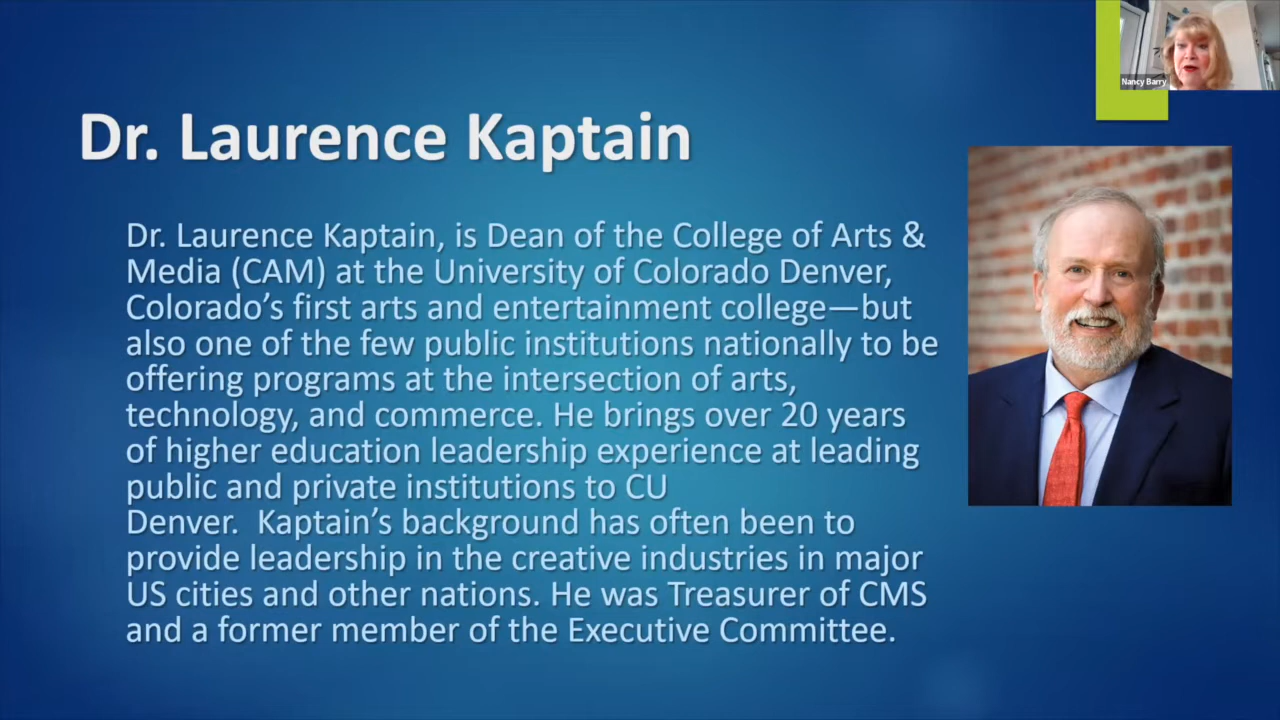 Nancy Barry
Dr. Laurence Kaptain
Dr. Laurence Kaptain, is Dean of the College of Arts &
Media (CAM) at the University of Colorado Denver,
Colorado’s first arts and entertainment college—but
also one of the few public institutions nationally to be
offering programs at the intersection of arts,
technology, and commerce. He brings over 20 years
of higher education leadership experience at leading
public and private institutions to CU
Denver.  Kaptain’s background has often been to
provide leadership in the creative industries in major
US cities and other nations. He was Treasurer of CMS
and a former member of the Executive Committee.